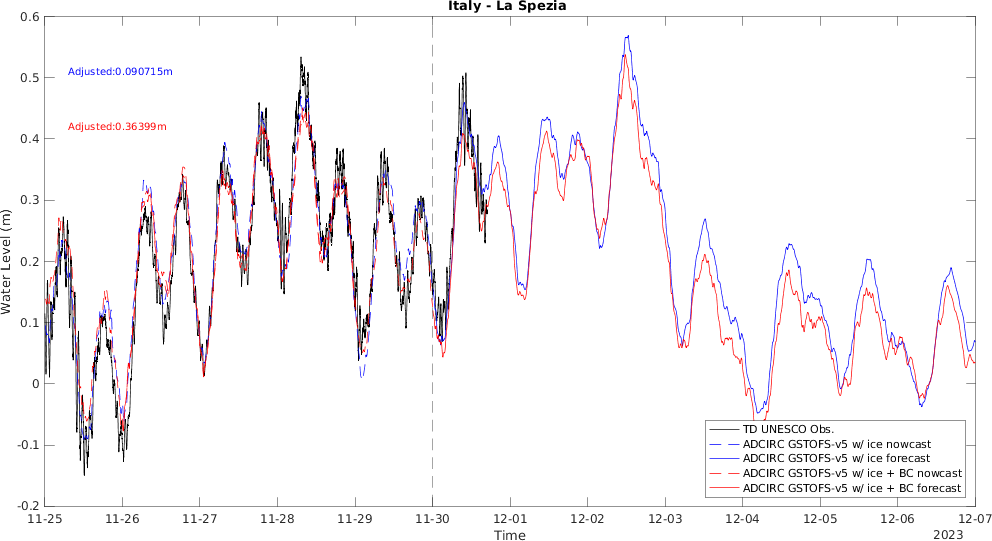 Italy - La Spezia
0.6
0.5
0.4
0.3
0.2
0.1
0
-0.1
-0.2
Water Level (m)
Adjusted:0.090715m
Adjusted:0.36399m
TD UNESCO Obs.
ADCIRC GSTOFS-v5 w/ ice nowcast
ADCIRC GSTOFS-v5 w/ ice forecast
ADCIRC GSTOFS-v5 w/ ice + BC nowcast
ADCIRC GSTOFS-v5 w/ ice + BC forecast
11-25 11-26 11-27 11-28 11-29 11-30 12-01 12-02 12-03 12-04 12-05 12-06 12-07
Time
2023